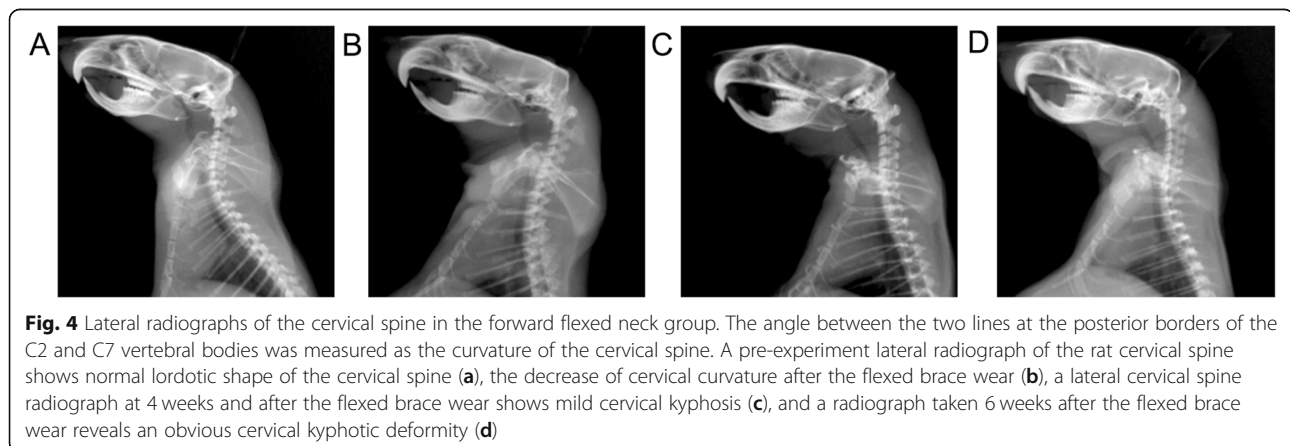 A B C D
Fig. 4 Lateral radiographs of the cervical spine in the forward flexed neck group. The angle between the two lines at the posterior borders of the
C2 and C7 vertebral bodies was measured as the curvature of the cervical spine. A pre-experiment lateral radiograph of the rat cervical spine
shows normal lordotic shape of the cervical spine (a), the decrease of cervical curvature after the flexed brace wear (b), a lateral cervical spine
radiograph at 4 weeks and after the flexed brace wear shows mild cervical kyphosis (c), and a radiograph taken 6 weeks after the flexed brace
wear reveals an obvious cervical kyphotic deformity (d)